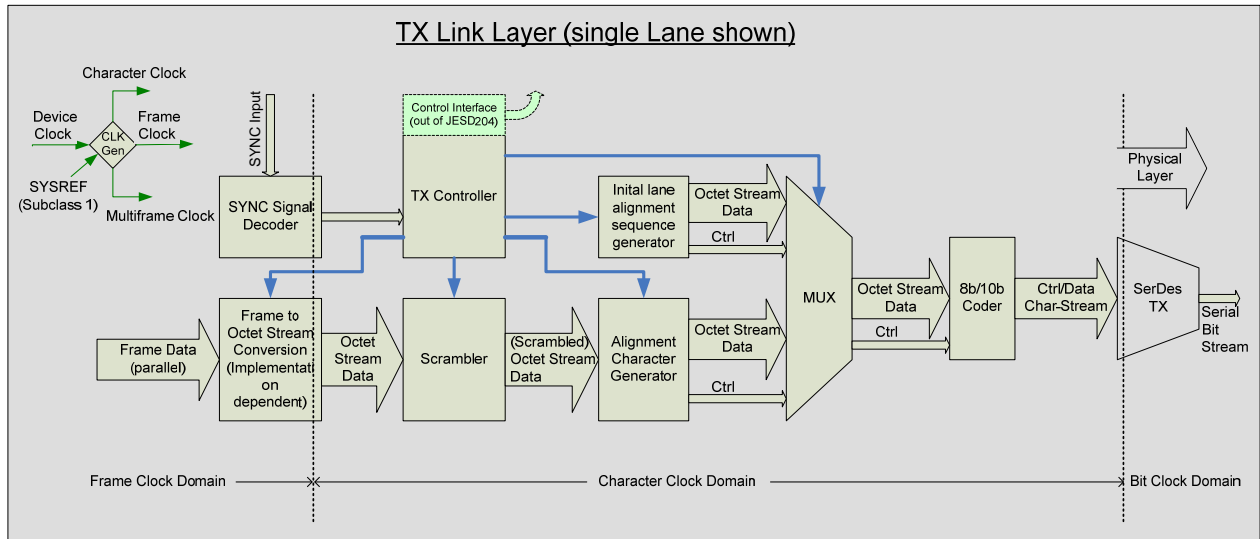 TX Link Layer (single Lane shown)
Character Clock
Device
Clock
CLK
Gen
Frame
Clock
SYSREF
(Subclass 1)
Multiframe Clock
SYNC Input
SYNC Signal
Decoder
Control Interface
(out of JESD204)
TX Controller
Inital lane
alignment
sequence
generator
Octet Stream
Data
Ctrl
Physical
Layer
MUX
Octet Stream
Data
Ctrl
8b/10b
Coder
Ctrl/Data
Char-Stream
SerDes
TX
Serial
Bit
Stream
Frame Data
(parallel)
Frame to
Octet Stream
Conversion
(Implementati
on
dependent)
Octet
Stream
Data
Scrambler
(Scrambled)
Octet Stream
Data
Alignment
Character
Generator
Octet Stream
Data
Ctrl
Frame Clock Domain
Character Clock Domain
Bit Clock Domain